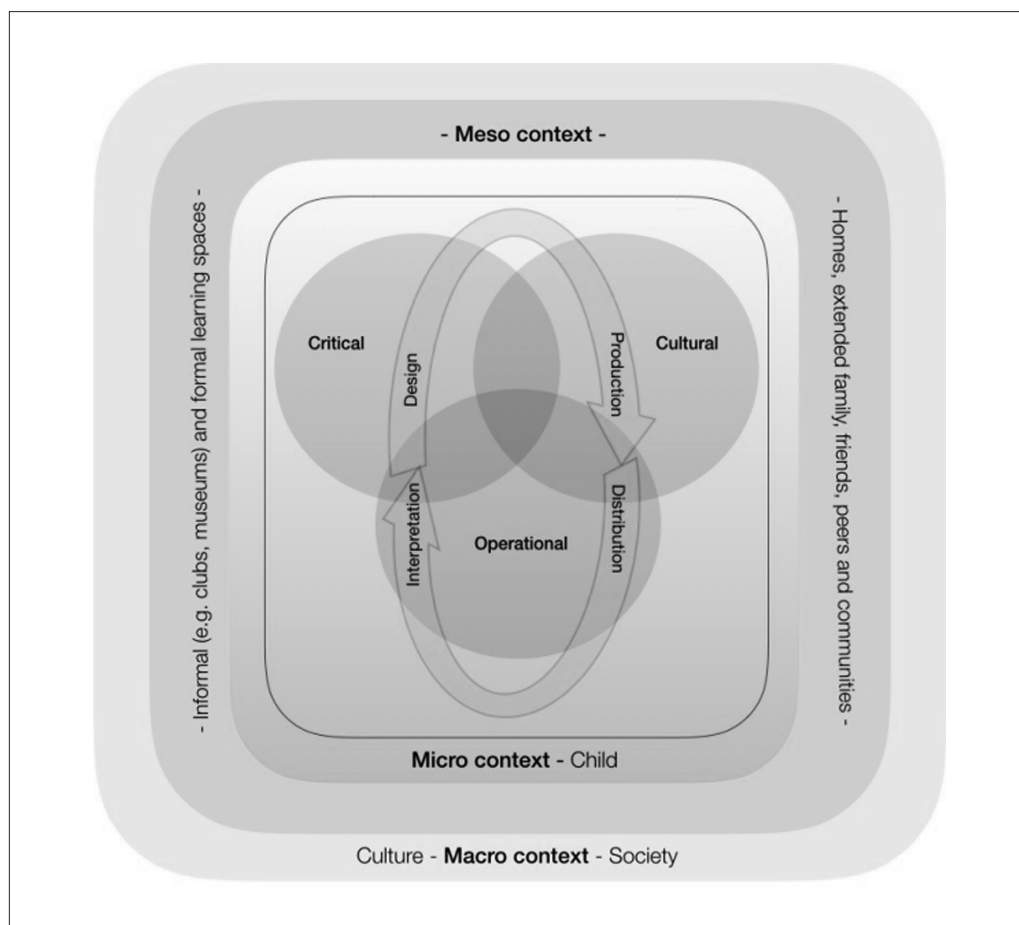 - Meso context -
- Informal (e.g. clubs, museums) and formal learning spaces -
- Homes, extended family, friends, peers and communities -
Critical
Cultural
Design
Production
Interpretation
Distribution
Operational
Micro context - Child
Culture - Macro context - Society